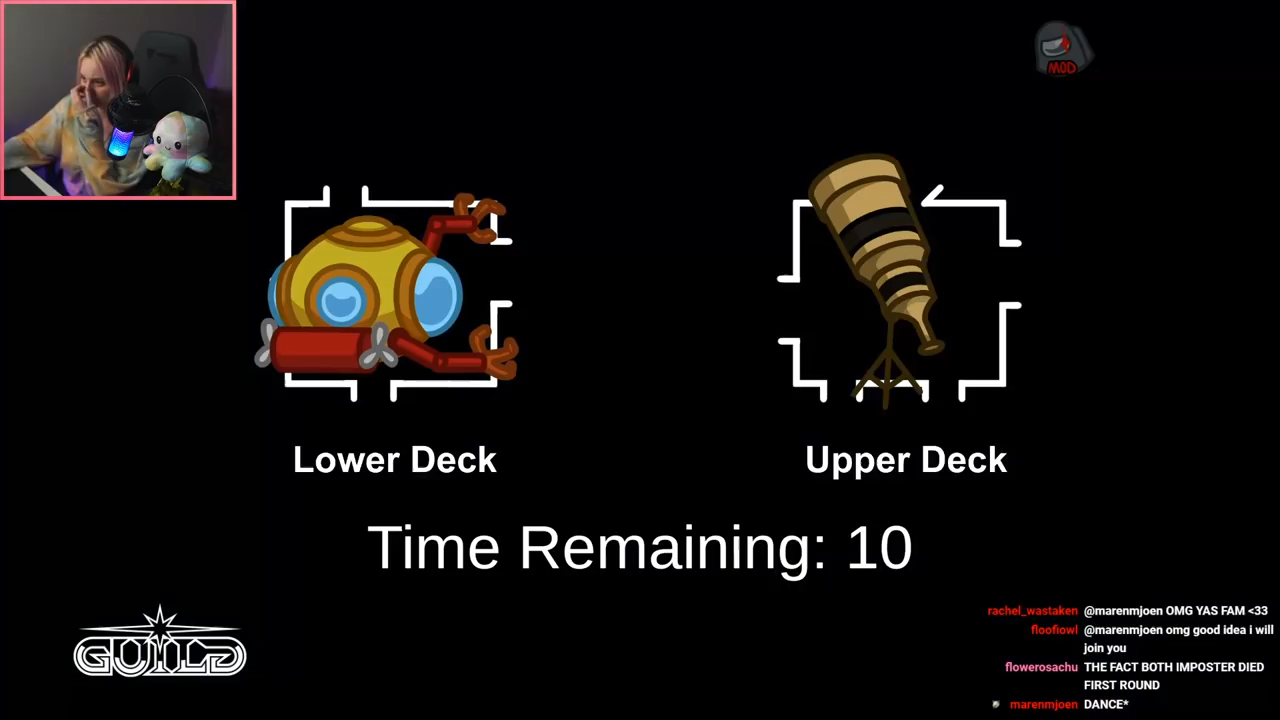 MOD
Lower Deck
Upper Deck
Time Remaining: 10
GUILD
rachel_wastaken @marenmjoen OMG YAS FAM <33
floofiowl @marenmjoen omg good idea i will
join you
flowerosachu THE FACT BOTH IMPOSTER DIED
FIRST ROUND
marenmjoen DANCE*